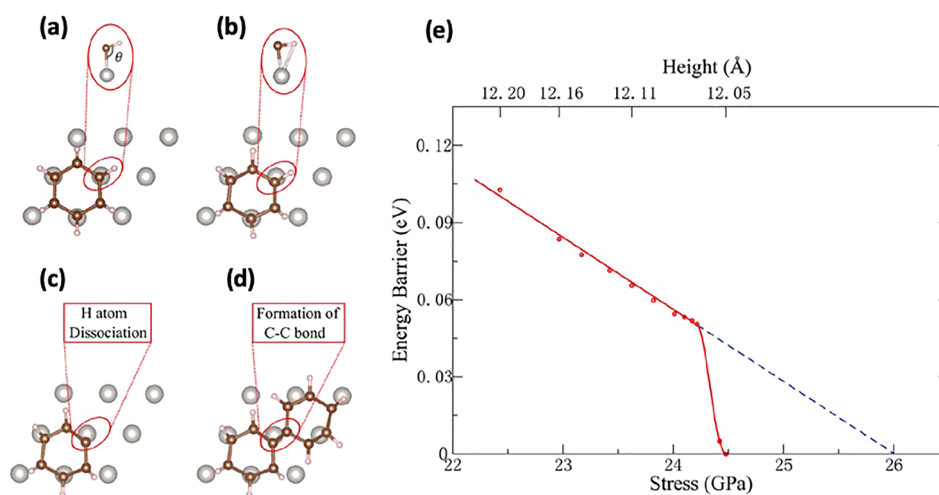 (a)
(b)
(e)
θ
Height (Å)
12.20 12.16 12.11 12.05
0.12
0.09
0.06
0.03
0
Energy Barrier (eV)
22 23 24 25 26
Stress (GPa)
(c)
(d)
H atom
Dissociation
Formation of
C-C bond